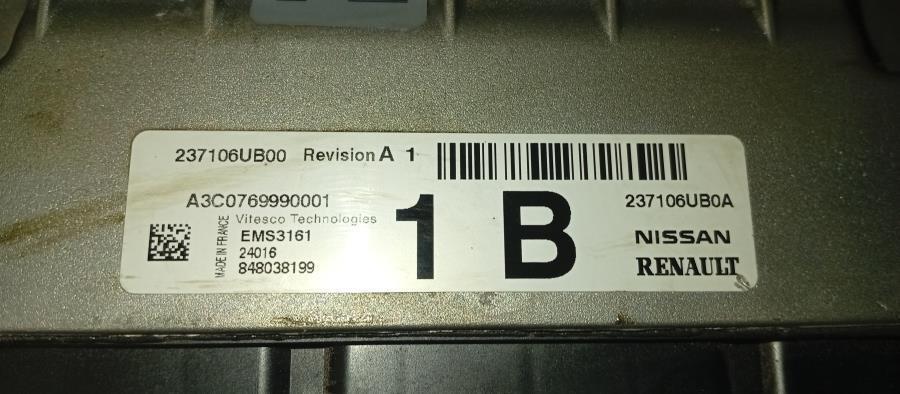 237106UB00 Revision A 1
A3C0769990001
237106UB0A
Vitesco Technologies
MADE IN FRANCE
EMS3161
24016
848038199
1 B
NISSAN
RENAULT